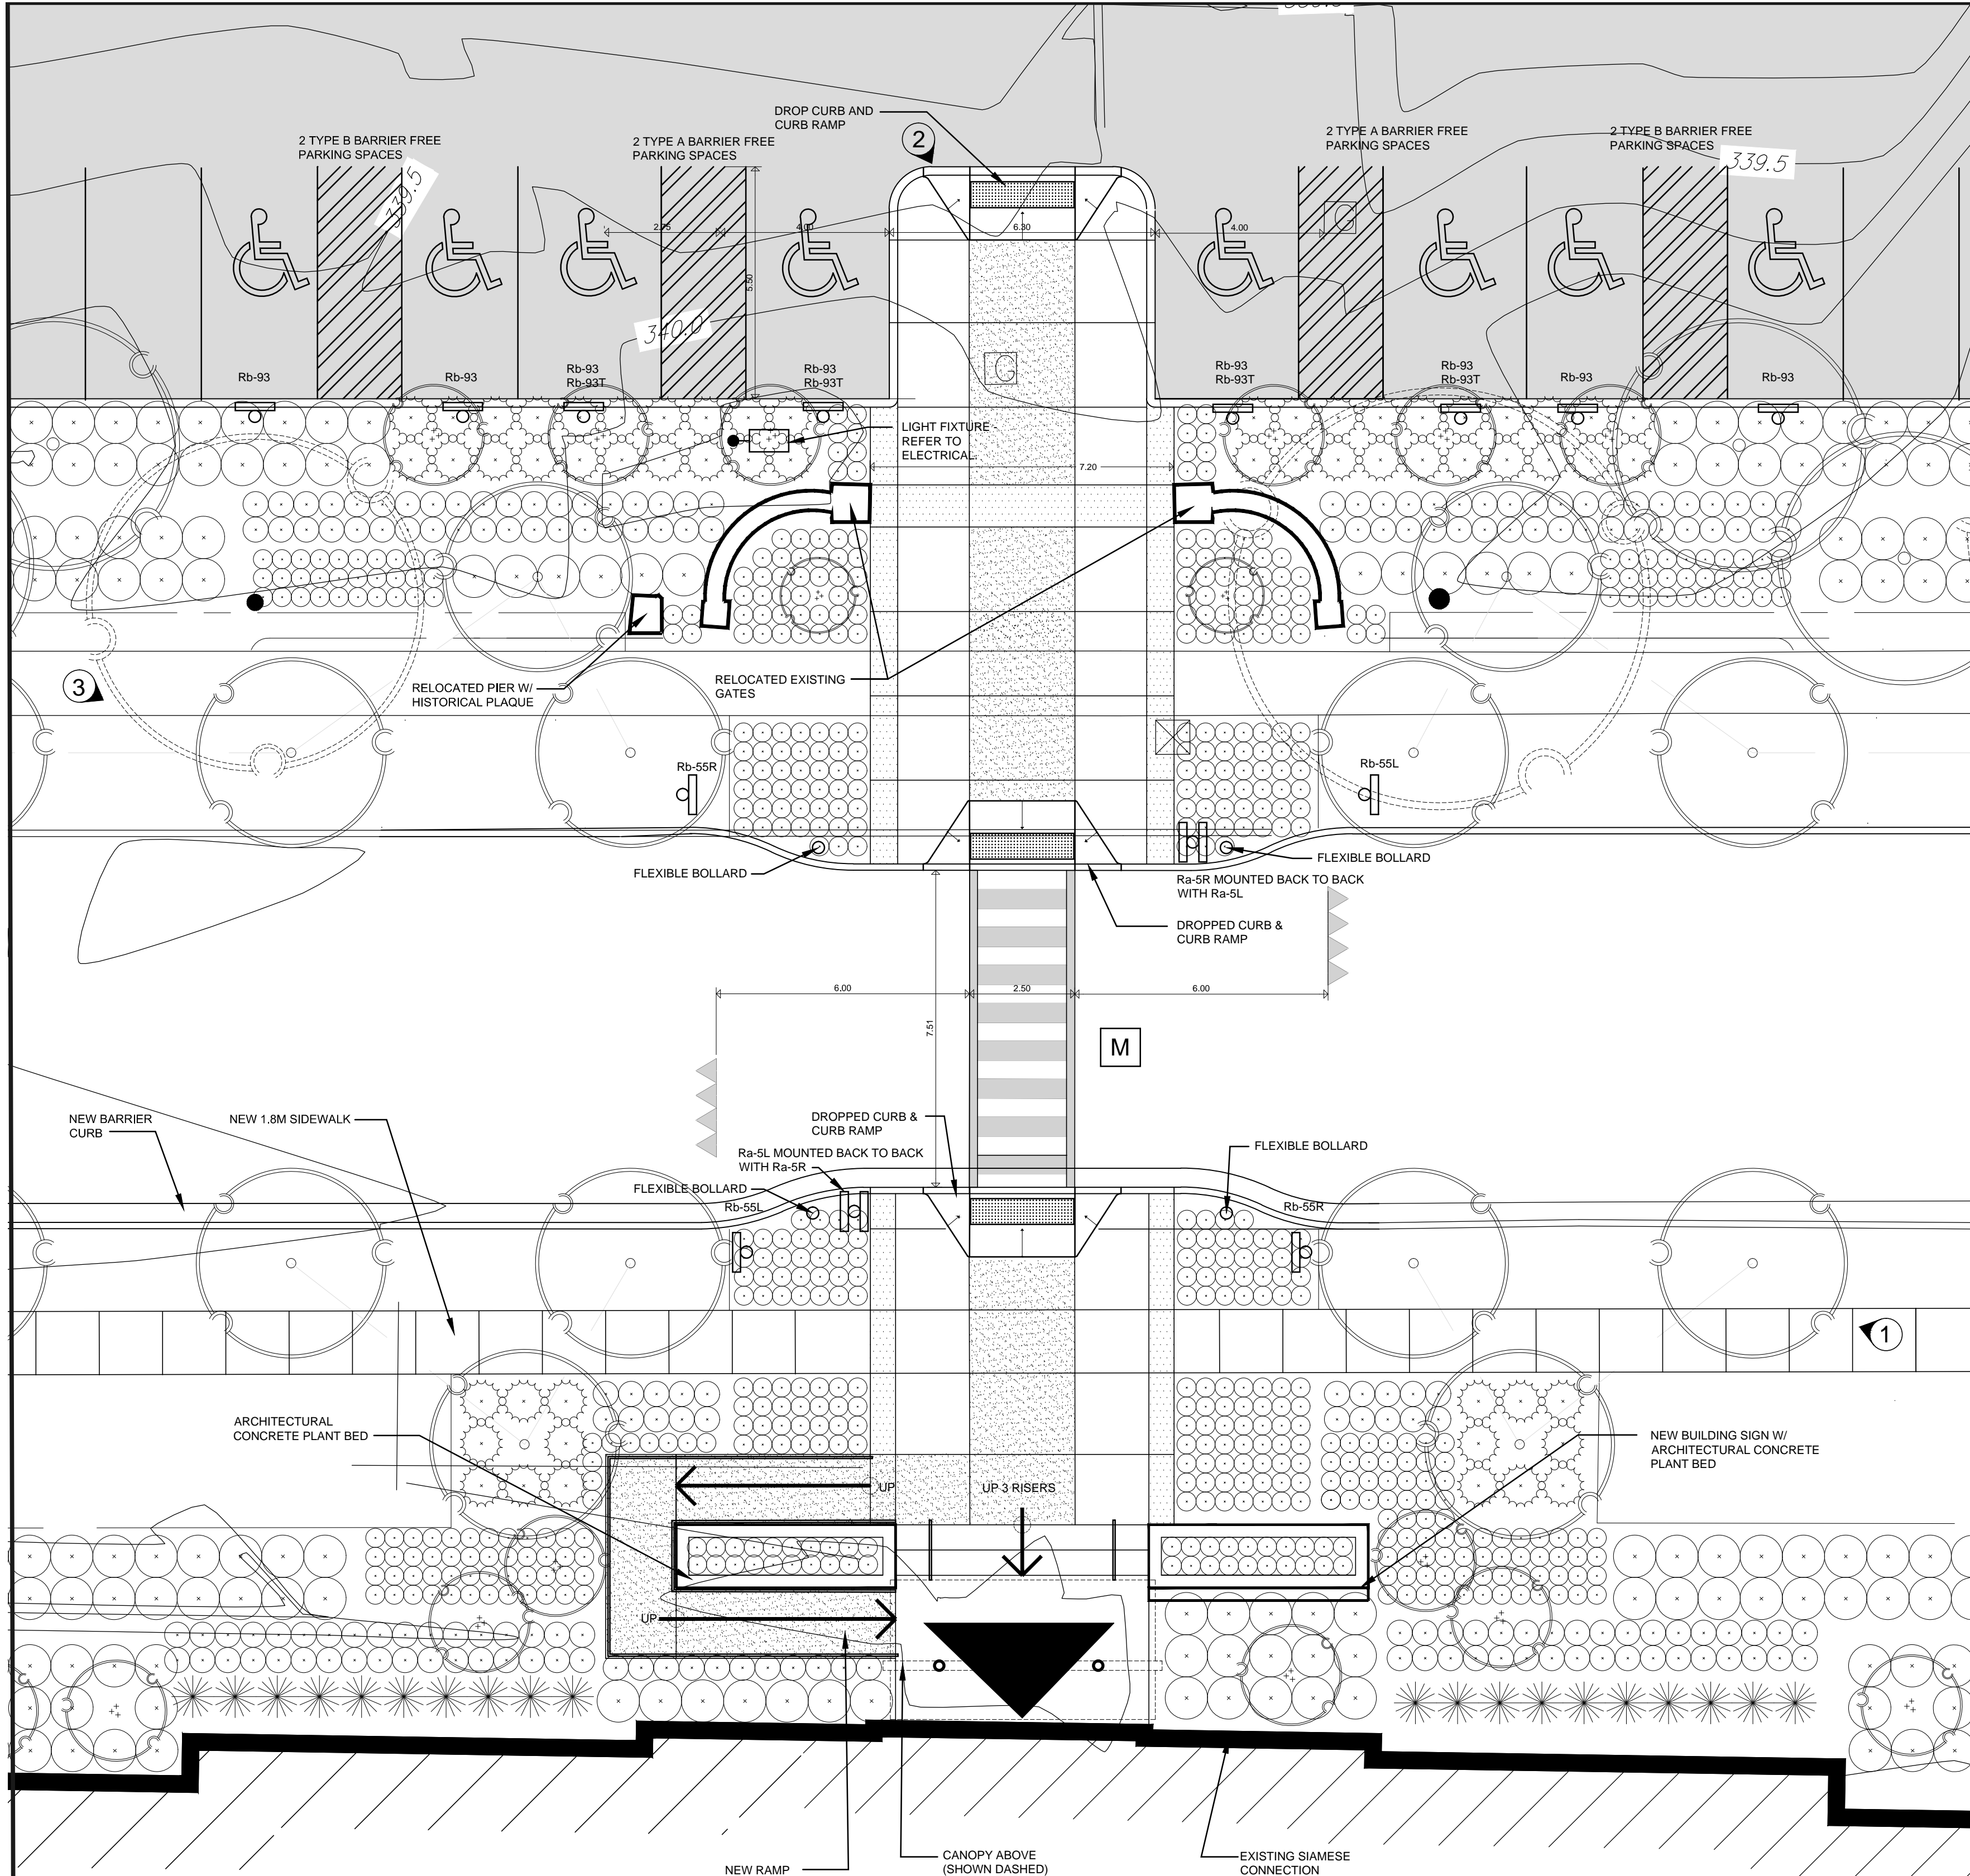 DROP CURB AND
CURB RAMP
2
2 TYPE B BARRIER FREE
PARKING SPACES
2 TYPE A BARRIER FREE
PARKING SPACES
2 TYPE A BARRIER FREE
PARKING SPACES
2 TYPE B BARRIER FREE
PARKING SPACES
339.5
339.5
2.75
4.00
6.30
4.00
5.50
340.0
G
G
Rb-93
Rb-93
Rb-93
Rb-93T
Rb-93
Rb-93T
Rb-93
Rb-93T
Rb-93
Rb-93T
Rb-93
Rb-93
LIGHT FIXTURE -
REFER TO
ELECTRICAL.
7.20
3
RELOCATED PIER W/
HISTORICAL PLAQUE
RELOCATED EXISTING
GATES
Rb-55R
Rb-55L
FLEXIBLE BOLLARD
FLEXIBLE BOLLARD
Ra-5R MOUNTED BACK TO BACK
WITH Ra-5L
DROPPED CURB &
CURB RAMP
6.00
2.50
6.00
7.51
M
NEW BARRIER
CURB
NEW 1.8M SIDEWALK
DROPPED CURB &
CURB RAMP
Ra-5L MOUNTED BACK TO BACK
WITH Ra-5R
FLEXIBLE BOLLARD
FLEXIBLE BOLLARD
Rb-55L
Rb-55R
1
ARCHITECTURAL
CONCRETE PLANT BED
NEW BUILDING SIGN W/
ARCHITECTURAL CONCRETE
PLANT BED
UP
UP 3 RISERS
UP
NEW RAMP
CANOPY ABOVE
(SHOWN DASHED)
EXISTING SIAMESE
CONNECTION